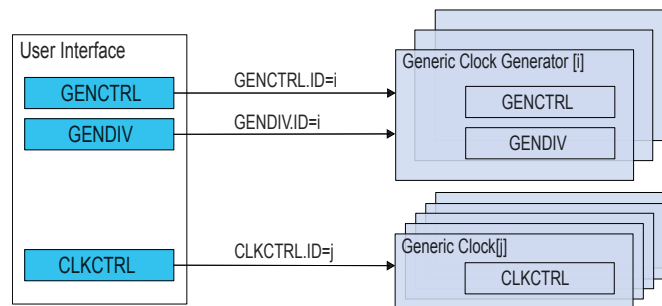 User Interface
GENCTRL
GENDIV
CLKCTRL
GENCTRL.ID=i
GENDIV.ID=i
CLKCTRL.ID=j
Generic Clock Generator [i]
GENCTRL
GENDIV
Generic Clock[j]
CLKCTRL